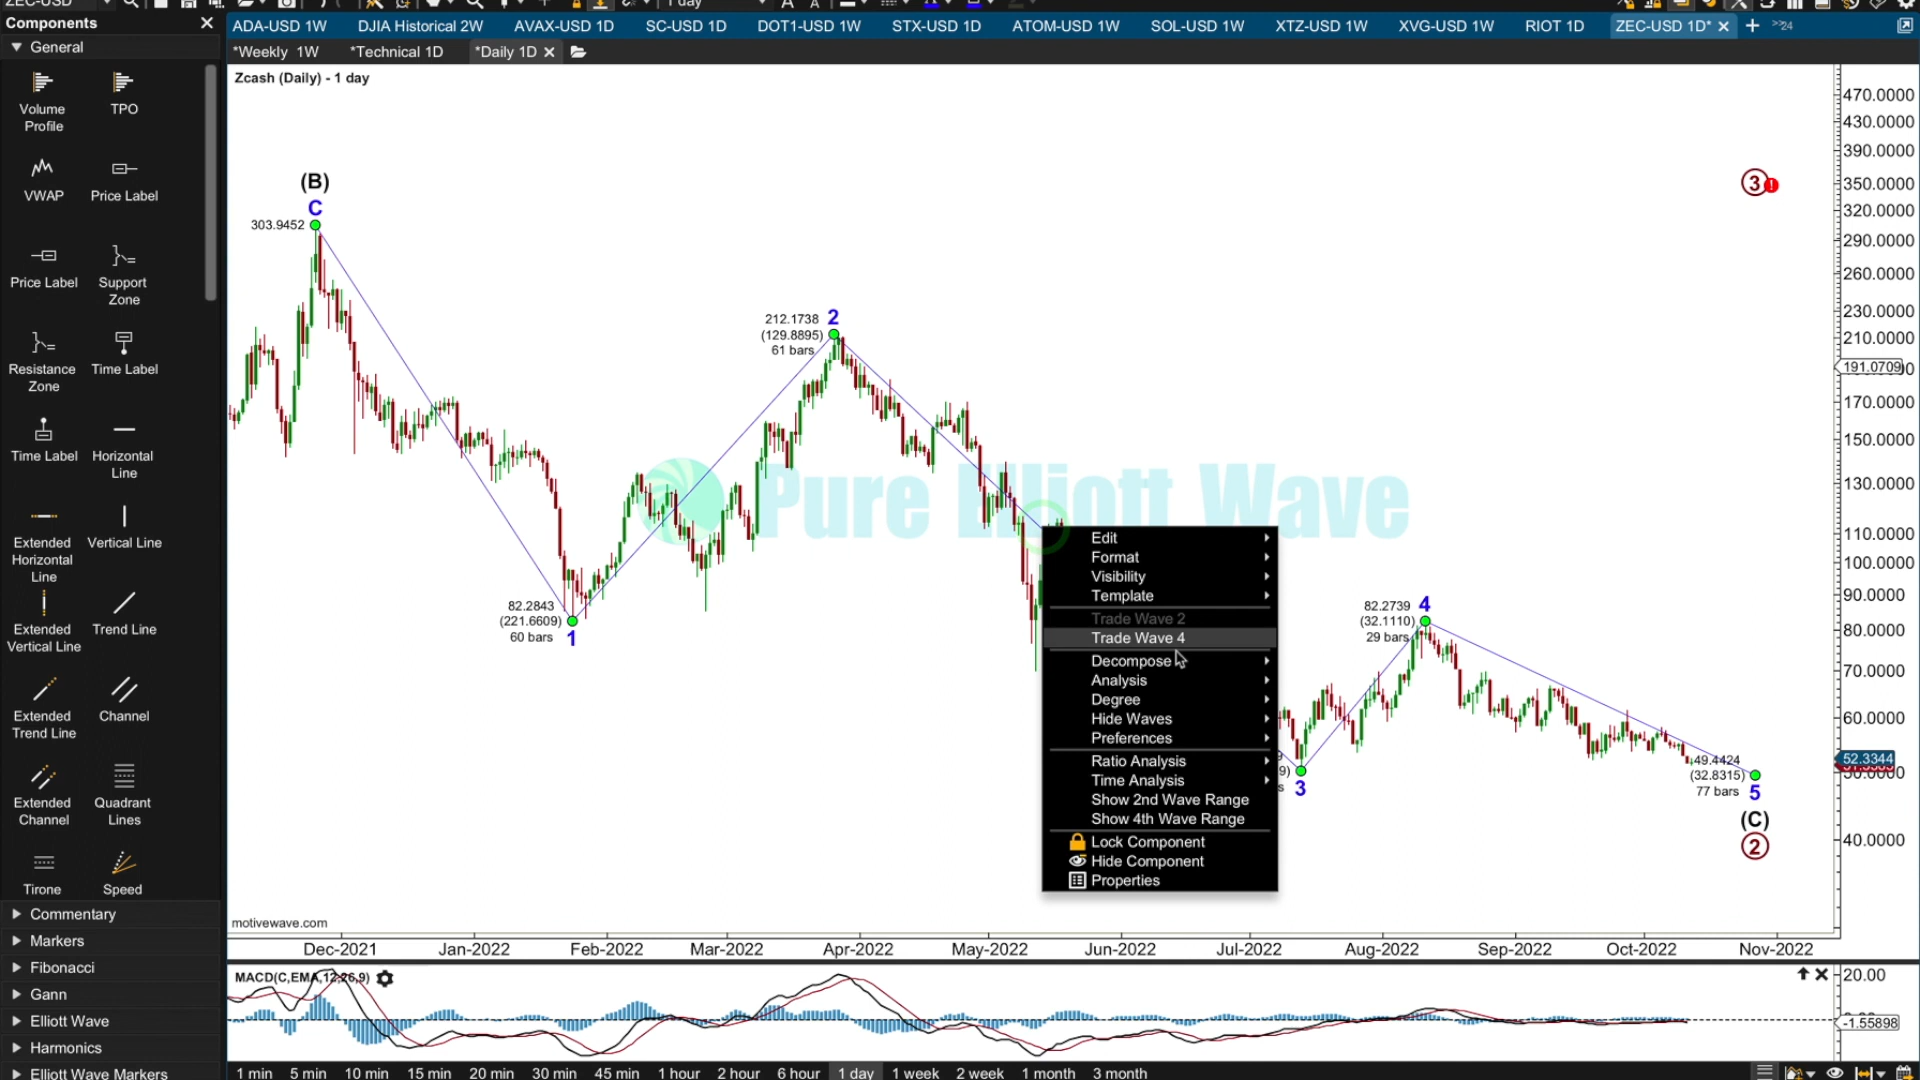 ZEC-USD
1 day
Components
General
Volume Profile
TPO
VWAP
Price Label
Price Label
Support Zone
Resistance Zone
Time Label
Time Label
Horizontal Line
Extended Horizontal Line
Vertical Line
Extended Vertical Line
Trend Line
Extended Trend Line
Channel
Extended Channel
Quadrant Lines
Tirone
Speed
Commentary
Markers
Fibonacci
Gann
Elliott Wave
Harmonics
Elliott Wave Markers
ADA-USD 1W DJIA Historical 2W AVAX-USD 1D SC-USD 1D DOT1-USD 1W STX-USD 1D ATOM-USD 1W SOL-USD 1W XTZ-USD 1W XVG-USD 1W RIOT 1D ZEC-USD 1D* 24
*Weekly 1W *Technical 1D *Daily 1D
Zcash (Daily) - 1 day
(B)
C
303.9452
82.2843
(221.6609)
60 bars
1
2
212.1738
(129.8895)
61 bars
Pure Elliott Wave
Edit
Format
Visibility
Template
Trade Wave 2
Trade Wave 4
Decompose
Analysis
Degree
Hide Waves
Preferences
Ratio Analysis
Time Analysis
Show 2nd Wave Range
Show 4th Wave Range
Lock Component
Hide Component
Properties
3
4
82.2739
(32.1110)
29 bars
49.4424
(32.8315)
77 bars
5
(C)
2
3
470.0000
430.0000
390.0000
350.0000
320.0000
290.0000
260.0000
230.0000
210.0000
191.0709
170.0000
150.0000
130.0000
110.0000
100.0000
90.0000
80.0000
70.0000
60.0000
52.3344
50.0000
40.0000
motivewave.com
Dec-2021 Jan-2022 Feb-2022 Mar-2022 Apr-2022 May-2022 Jun-2022 Jul-2022 Aug-2022 Sep-2022 Oct-2022 Nov-2022
MACD(C,EMA,12,26,9)
20.00
-1.55898
1 min 5 min 10 min 15 min 20 min 30 min 45 min 1 hour 2 hour 6 hour 1 day 1 week 2 week 1 month 3 month